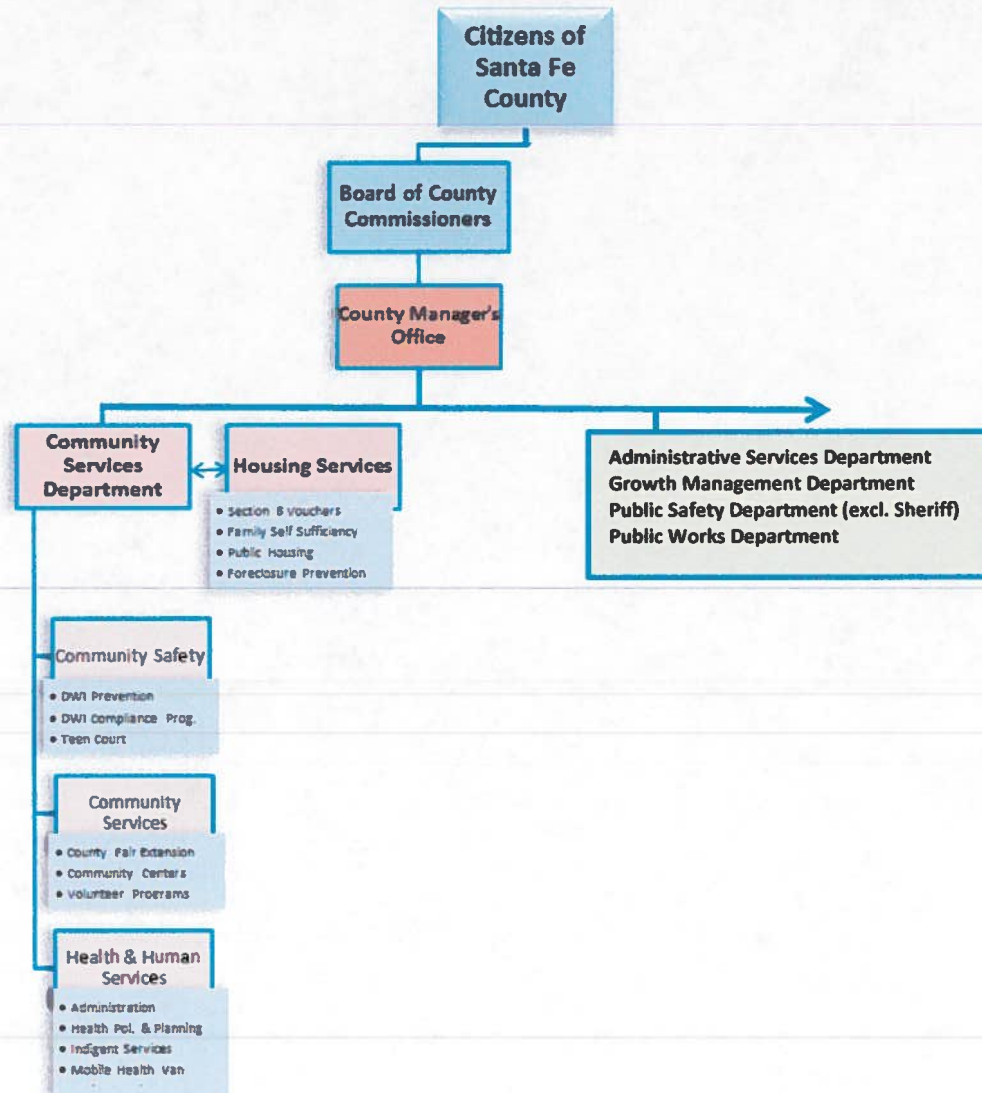 Citizens of
Santa Fe
County
Board of County
Commissioners
County Manager's
Office
Community
Services
Department
Housing Services
• Section 8 Vouchers
• Family Self Sufficiency
• Public Housing
• Foreclosure Prevention
Administrative Services Department
Growth Management Department
Public Safety Department (excl. Sheriff)
Public Works Department
Community Safety
• DWI Prevention
• DWI Compliance Prog.
• Teen Court
Community
Services
• County Fair Extension
• Community Centers
• Volunteer Programs
Health & Human
Services
• Administration
• Health Pol. & Planning
• Indigent Services
• Mobile Health Van